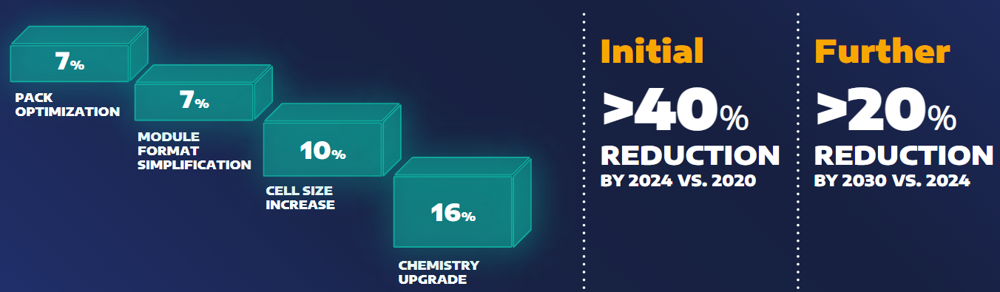 7%
PACK
OPTIMIZATION
7%
MODULE
FORMAT
SIMPLIFICATION
10%
CELL SIZE
INCREASE
16%
CHEMISTRY
UPGRADE
Initial
>40%
REDUCTION
BY 2024 VS. 2020
Further
>20%
REDUCTION
BY 2030 VS. 2024